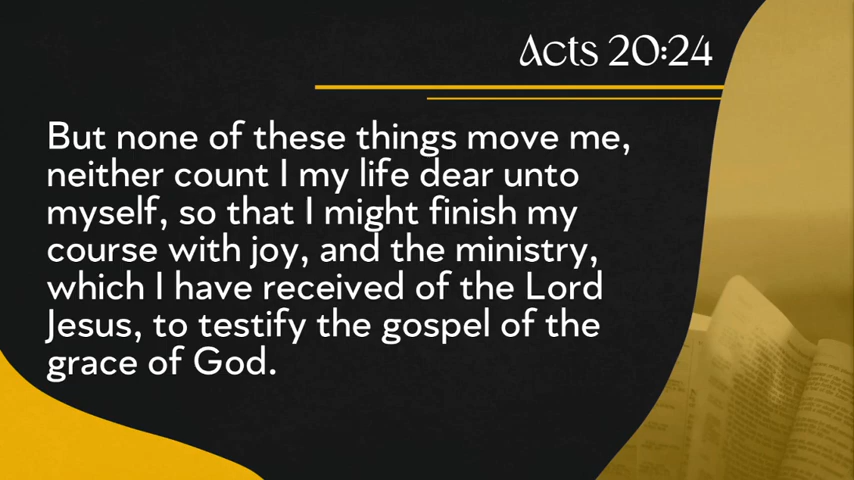 Acts 20:24
But none of these things move me,
neither count I my life dear unto
myself, so that I might finish my
course with joy, and the ministry,
which I have received of the Lord
Jesus, to testify the gospel of the
grace of God.